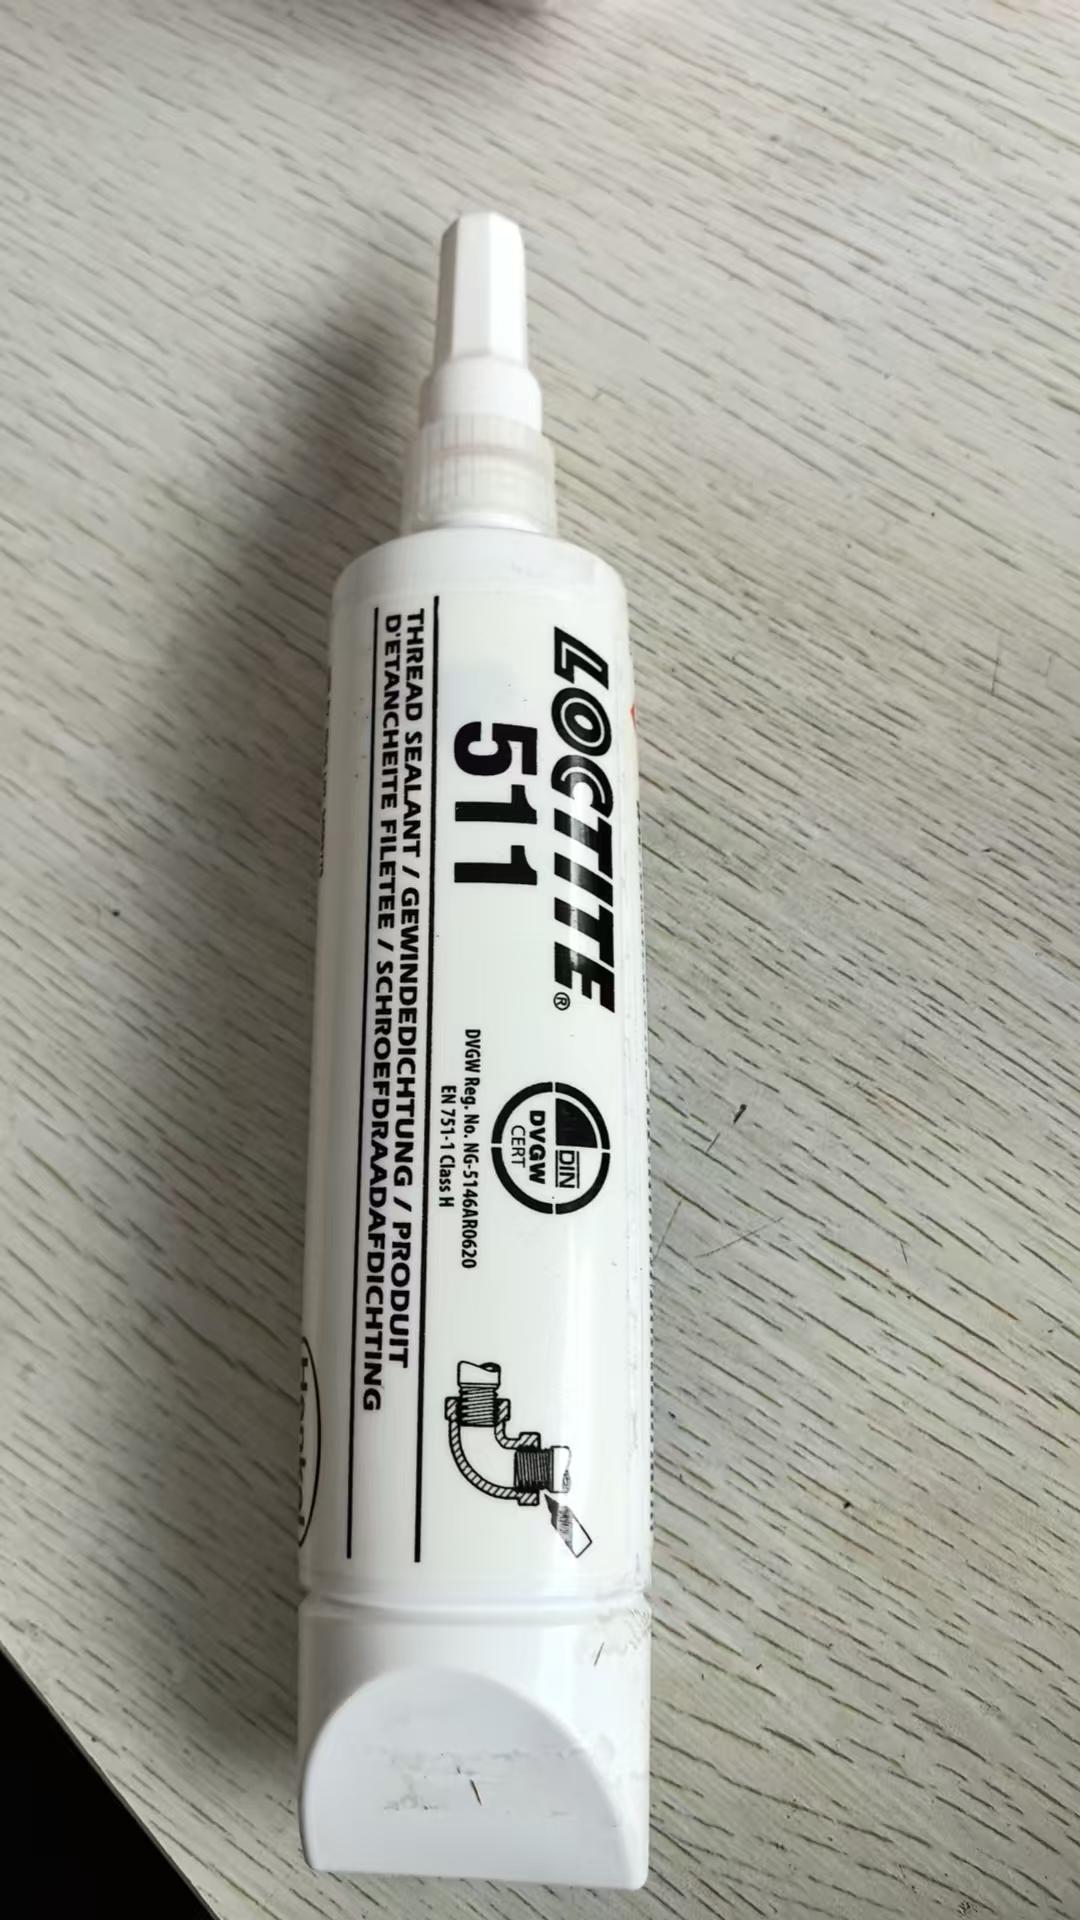 LOCTITE®
511
DIN
DVGW
CERT
DVGW Reg. No. NG-5146AR0620
EN 751-1 Class H
THREAD SEALANT / GEWINDEDICHTUNG / PRODUIT
D'ETANCHEITE FILETEE / SCHROEFDRAADAFDICHTING